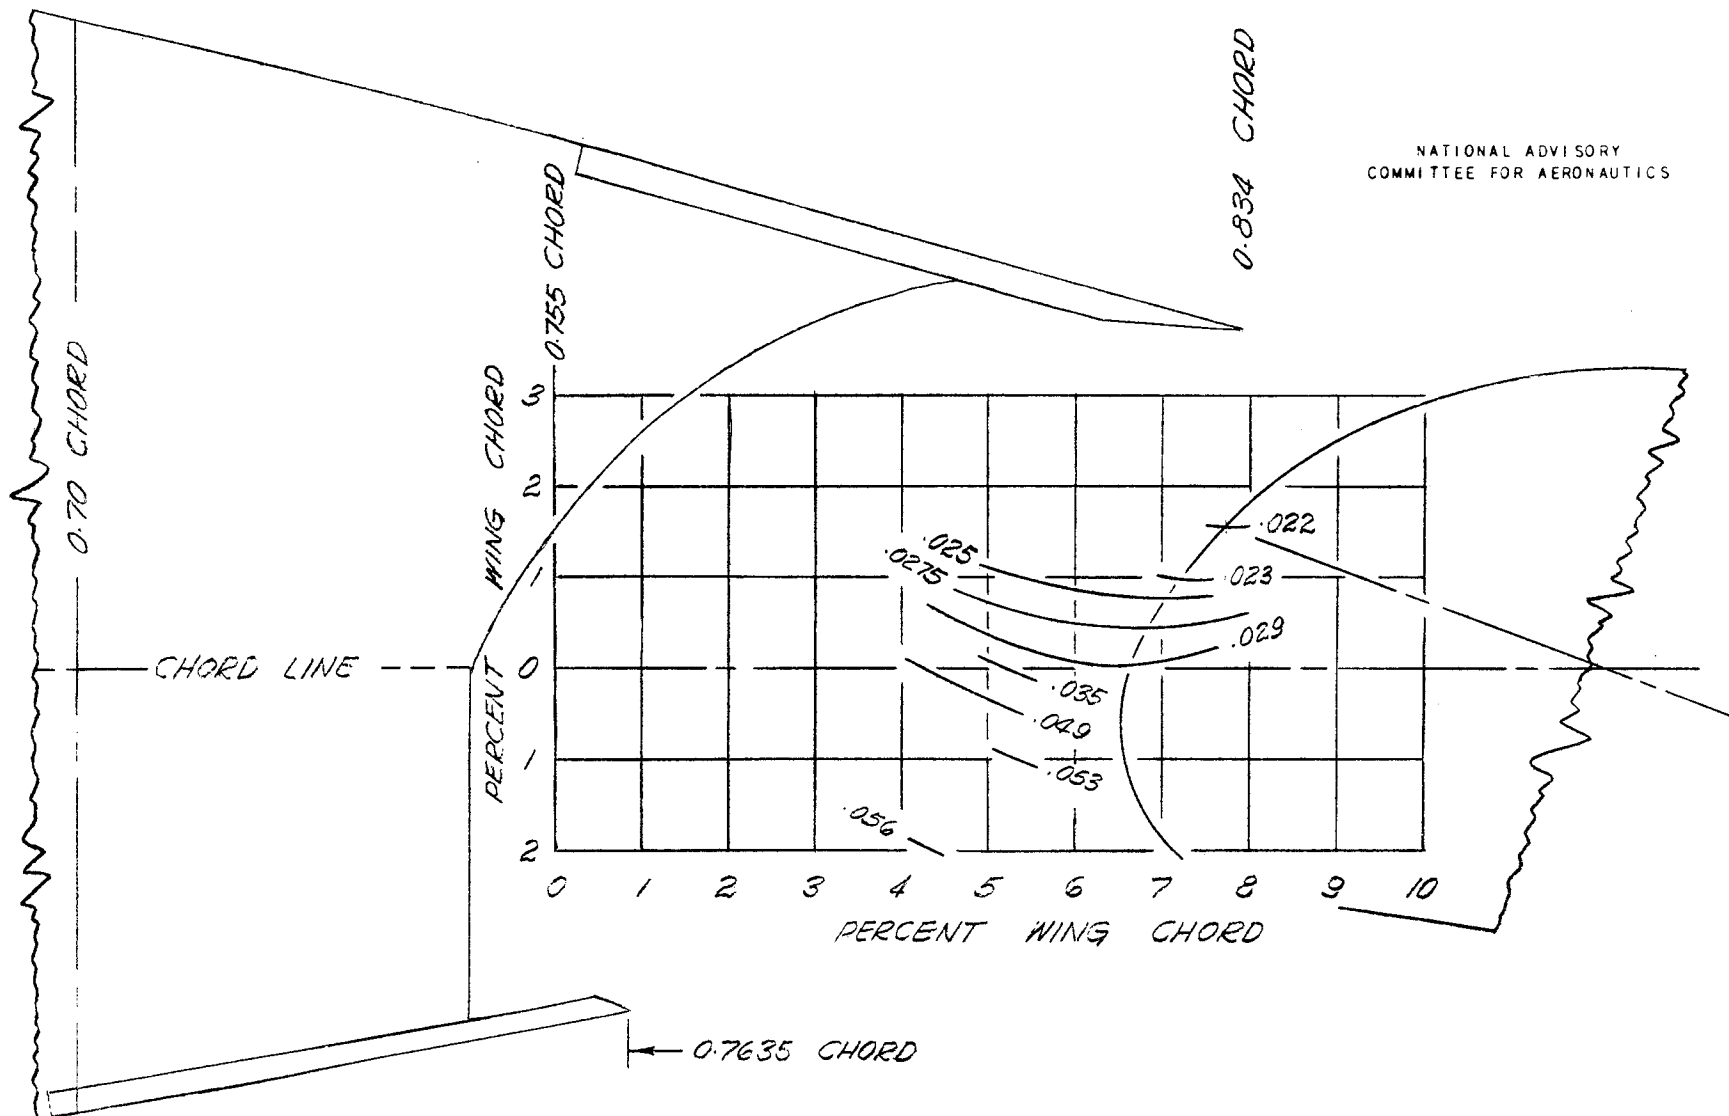 NATIONAL ADVISORY
COMMITTEE FOR AERONAUTICS
0.834 CHORD
0.755 CHORD
0.70 CHORD
CHORD LINE
PERCENT WING CHORD
3
2
1
0
1
2
.025
.0275
.022
.023
.029
.035
.049
.053
.056
0 1 2 3 4 5 6 7 8 9 10
PERCENT WING CHORD
0.7635 CHORD